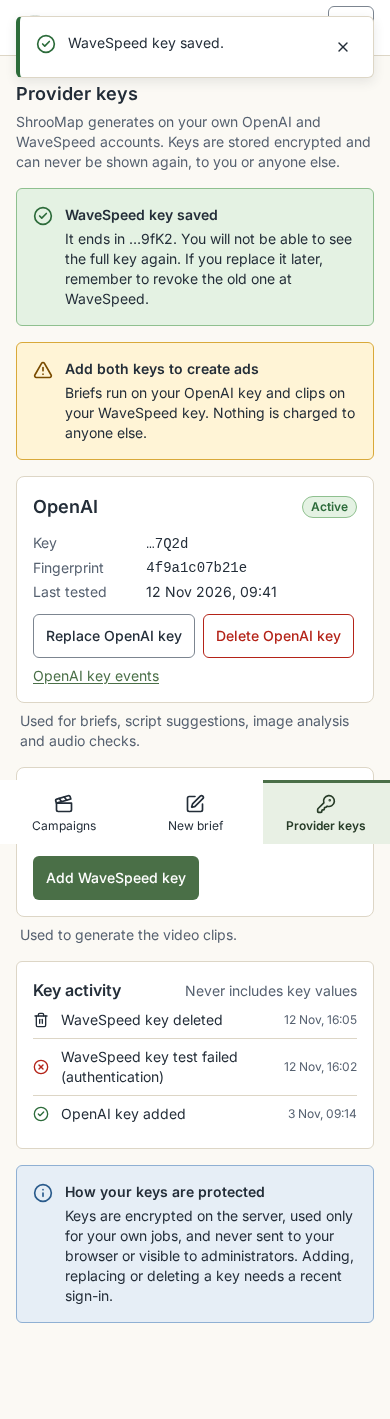 WaveSpeed key saved.
Provider keys
ShrooMap generates on your own OpenAI and
WaveSpeed accounts. Keys are stored encrypted and
can never be shown again, to you or anyone else.
WaveSpeed key saved
It ends in …9fK2. You will not be able to see
the full key again. If you replace it later,
remember to revoke the old one at
WaveSpeed.
Add both keys to create ads
Briefs run on your OpenAI key and clips on
your WaveSpeed key. Nothing is charged to
anyone else.
OpenAI
Active
Key …7Q2d
Fingerprint 4f9a1c07b21e
Last tested 12 Nov 2026, 09:41
Replace OpenAI key
Delete OpenAI key
OpenAI key events
Used for briefs, script suggestions, image analysis
and audio checks.
Campaigns
New brief
Provider keys
Add WaveSpeed key
Used to generate the video clips.
Key activity
Never includes key values
WaveSpeed key deleted 12 Nov, 16:05
WaveSpeed key test failed
(authentication) 12 Nov, 16:02
OpenAI key added 3 Nov, 09:14
How your keys are protected
Keys are encrypted on the server, used only
for your own jobs, and never sent to your
browser or visible to administrators. Adding,
replacing or deleting a key needs a recent
sign-in.